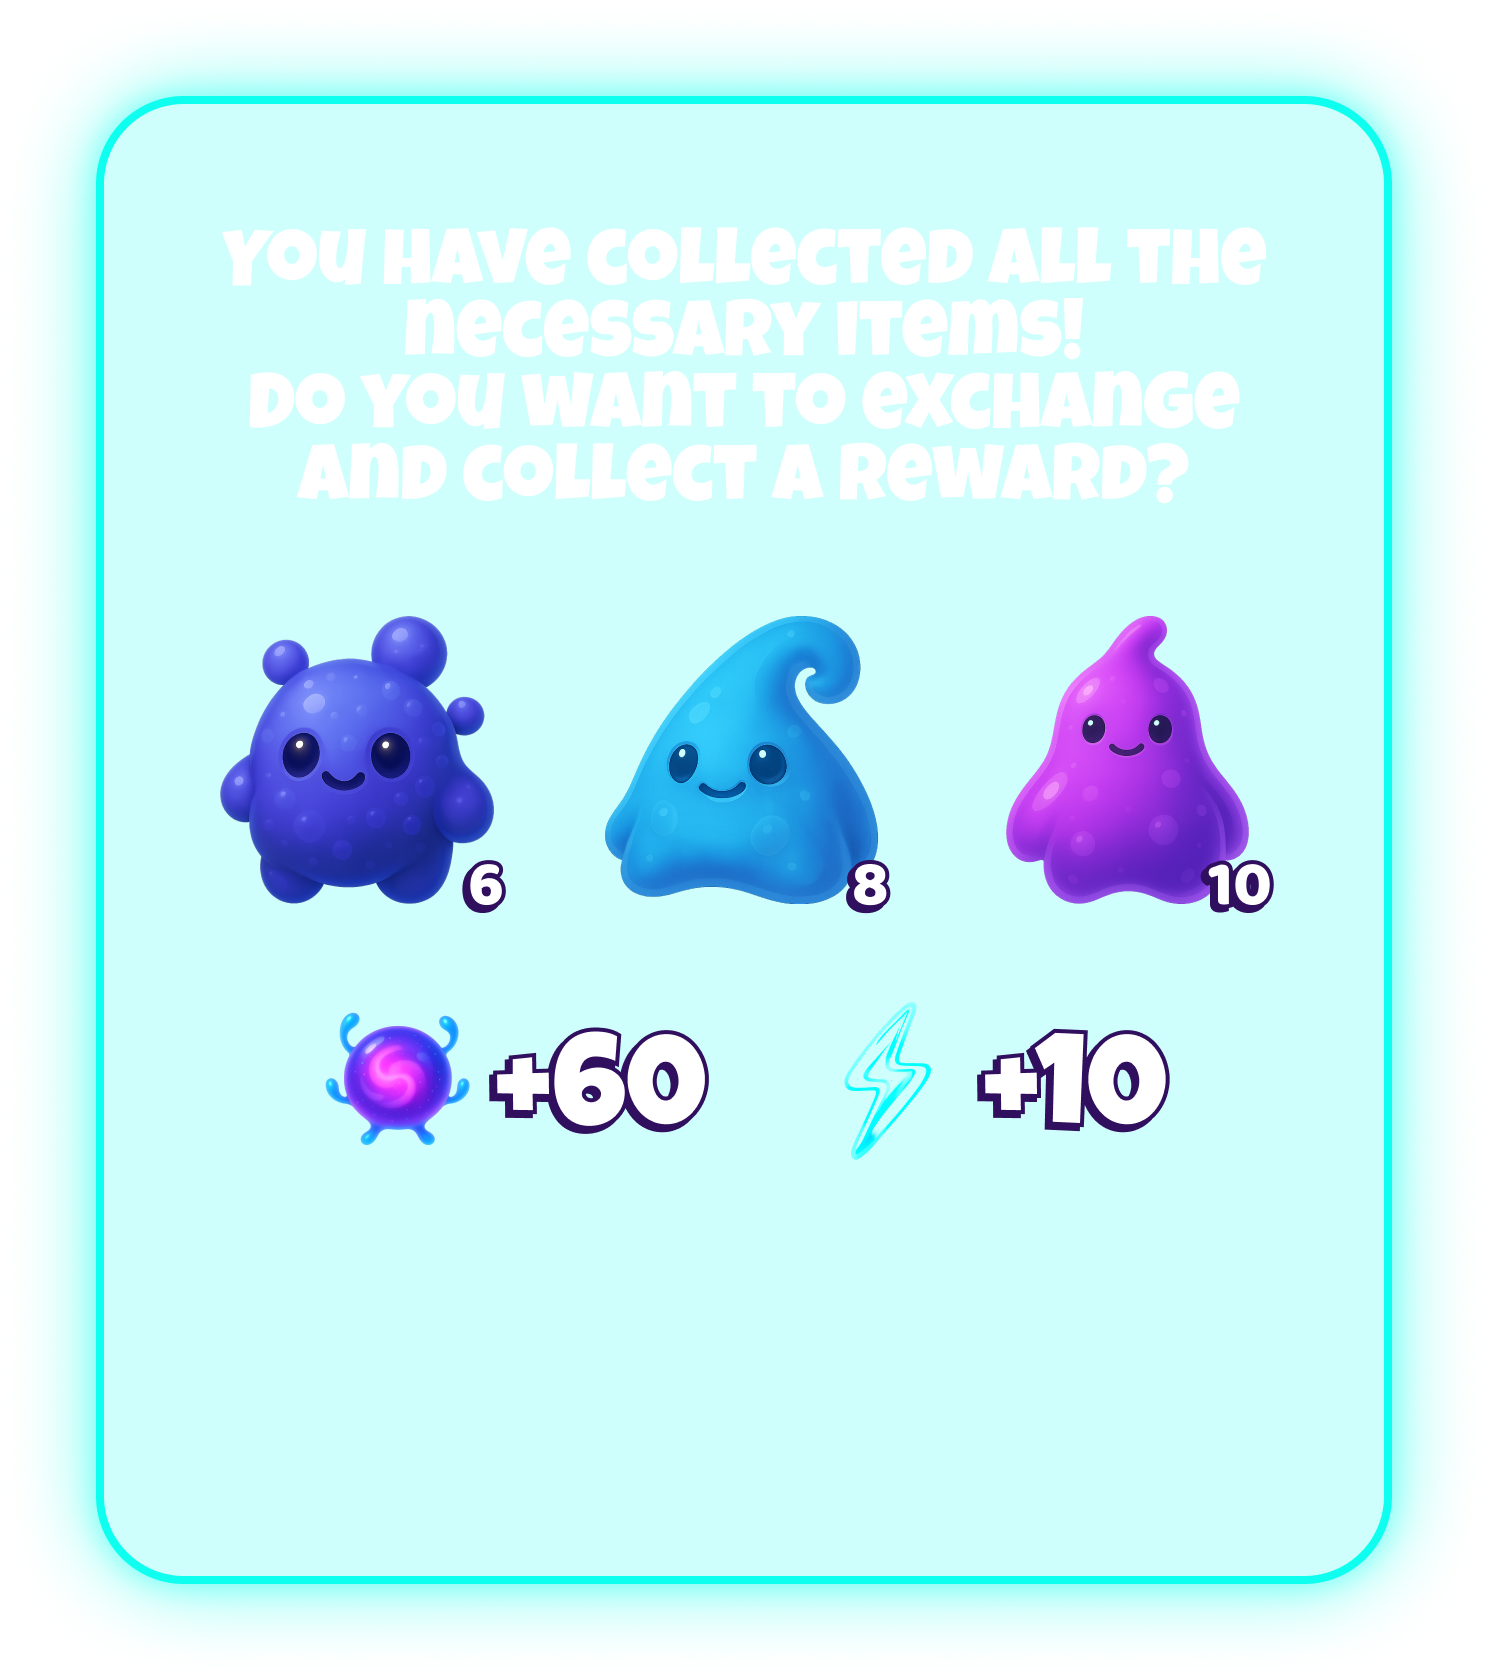 You have collected all the
necessary items!
Do you want to exchange
and collect a reward?
6
8
10
+60
+10